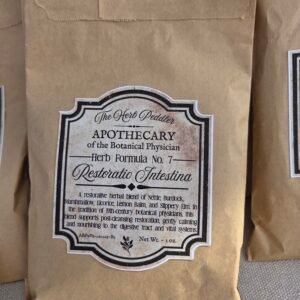 The Herb Peddler
APOTHECARY
of the Botanical Physician
Herb Formula No. 7
Restoratio Intestina
A restorative herbal blend of Nettle, Burdock,
Marshmallow, Licorice, Lemon Balm, and Slippery Elm. In
the tradition of 19th-century botanical physicians, this
blend supports post-cleansing restoration, gently calming
and nourishing to the digestive tract and vital systems
Net Wt. - 1 oz.